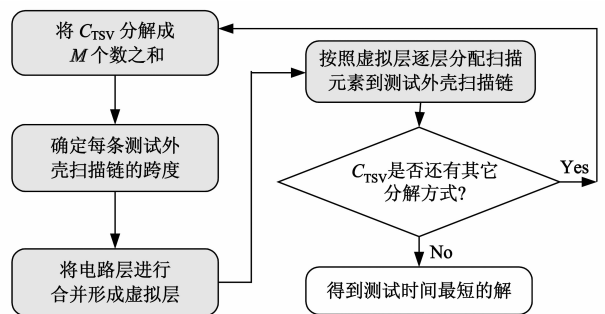 将 C_TSV 分解成
M 个数之和
确定每条测试外
壳扫描链的跨度
将电路层进行
合并形成虚拟层
按照虚拟层逐层分配扫描
元素到测试外壳扫描链
C_TSV是否还有其它
分解方式?
Yes
No
得到测试时间最短的解